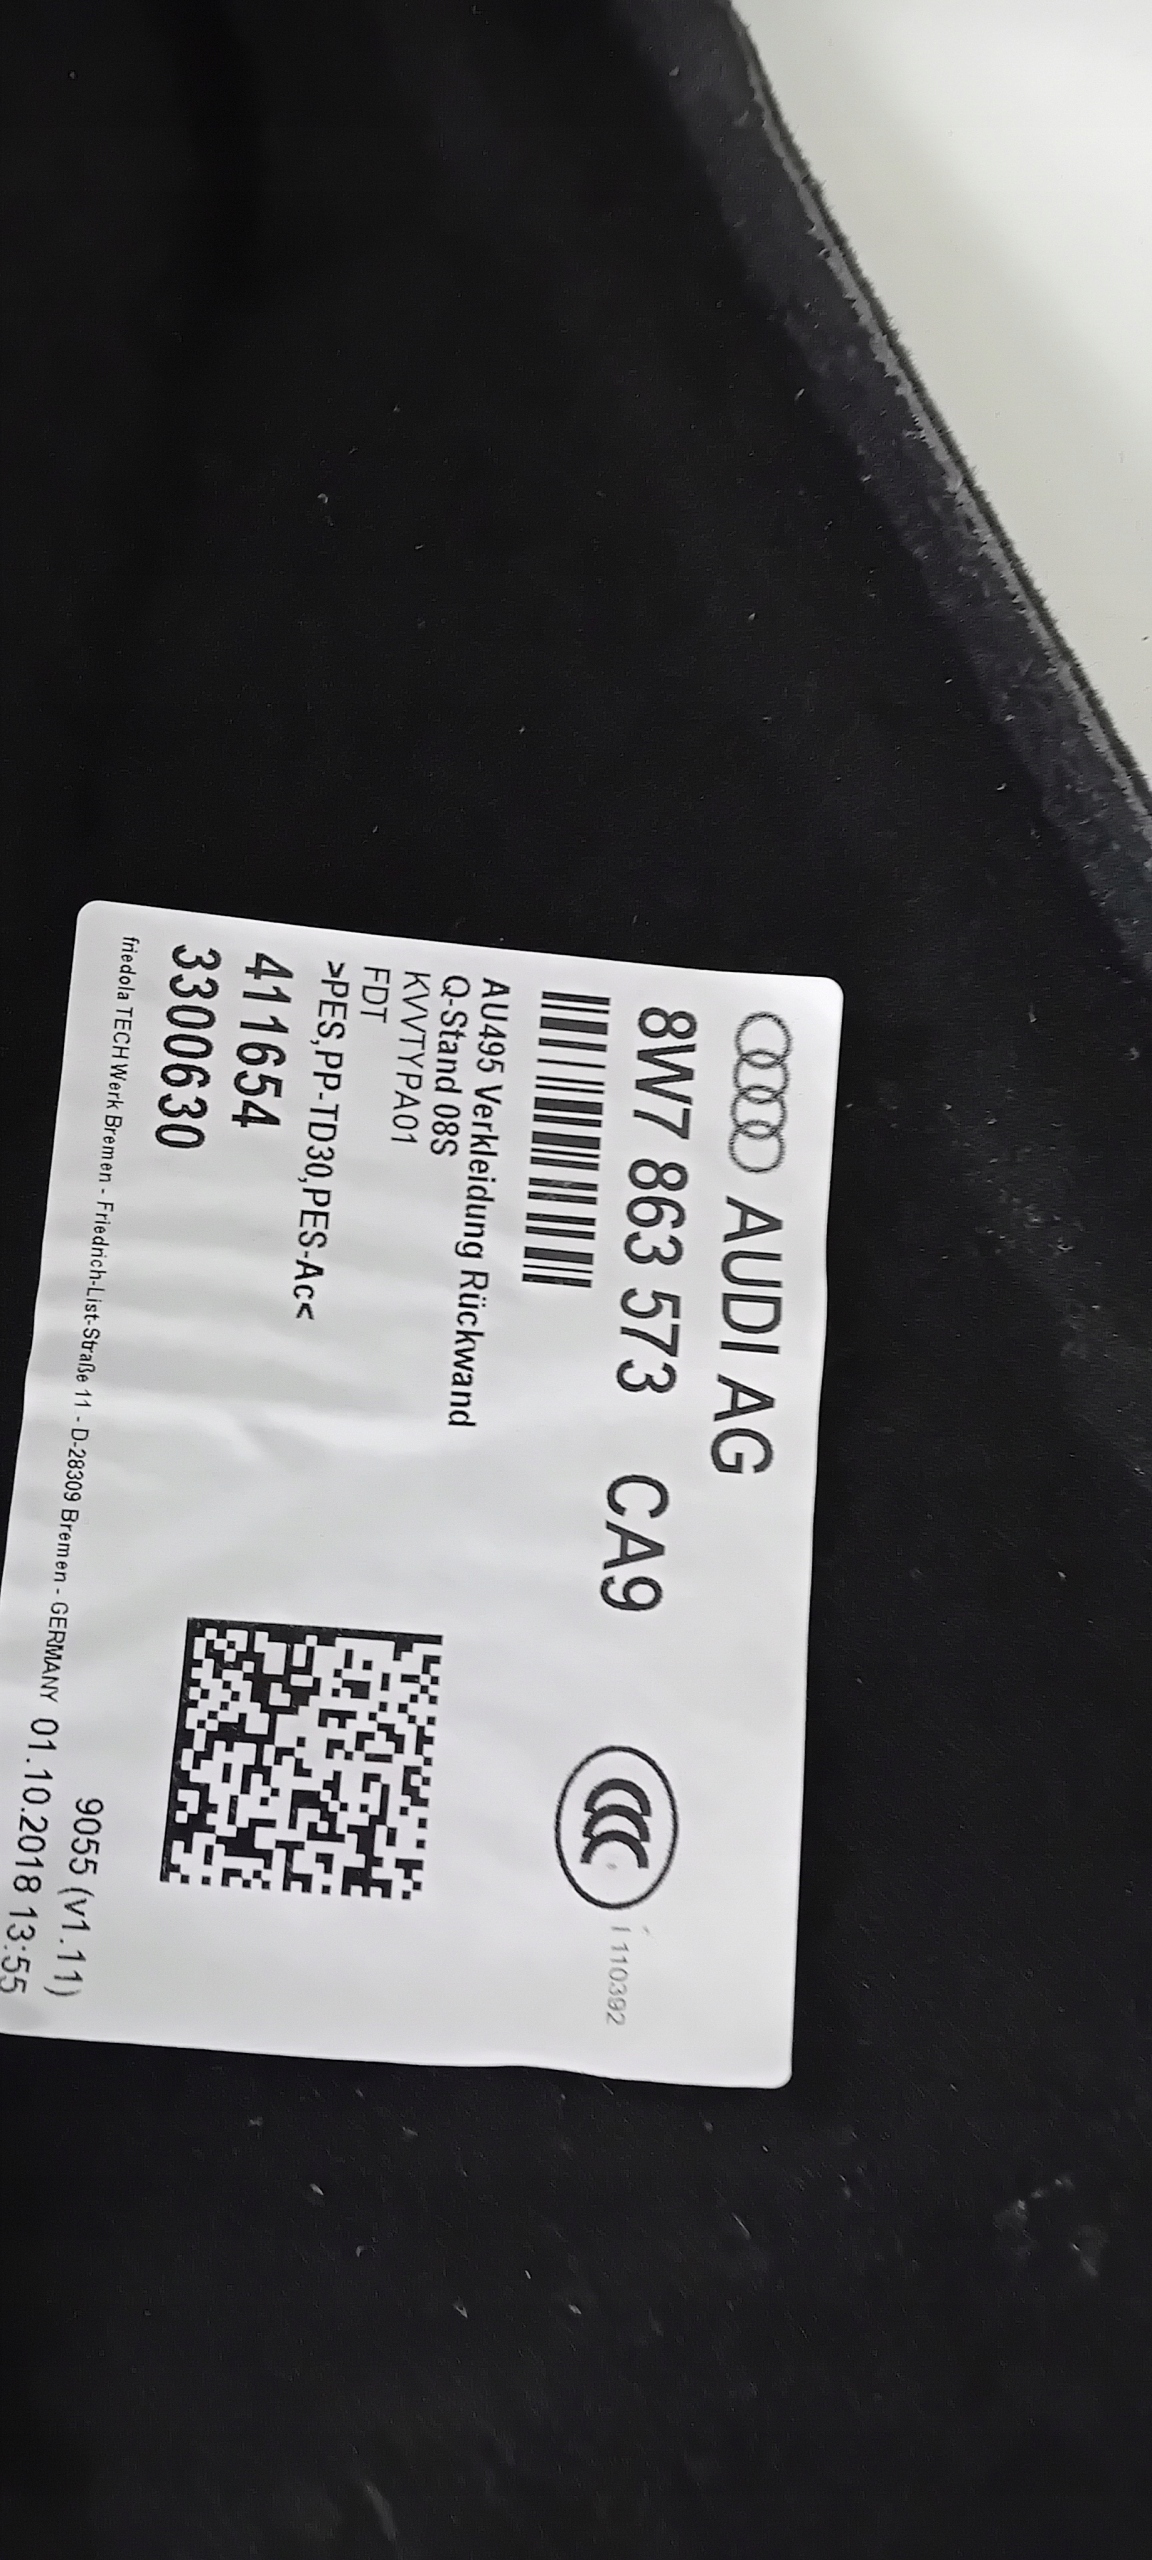 AUDI AG
8W7 863 573 CA9
I110392
AU495 Verkleidung Rückwand
Q-Stand 08S
KVVTYPA01
FDT
>PES,PP-TD30,PES-Ac<
411654
3300630
9055 (v1.11)
friedola TECH Werk Bremen - Friedrich-List-Straße 11 - D-28309 Bremen - GERMANY 01.10.2018 13:55